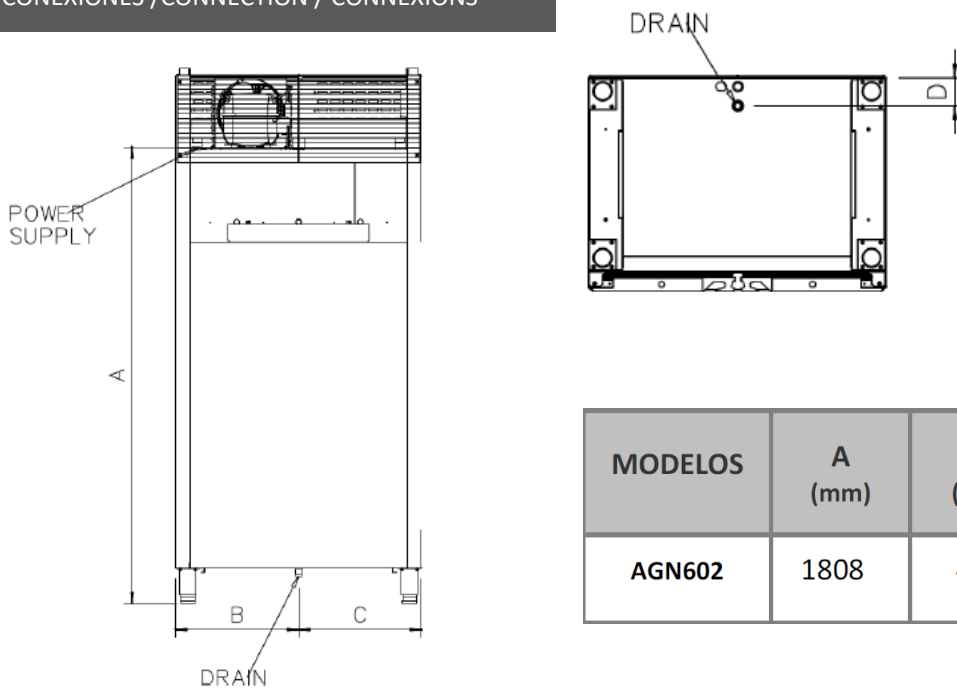 CONEXIONES /CONNECTION / CONNEXIONS
DRAIN
D
POWER
SUPPLY
A
B
C
DRAIN
MODELOS
A
(mm)
AGN602
1808